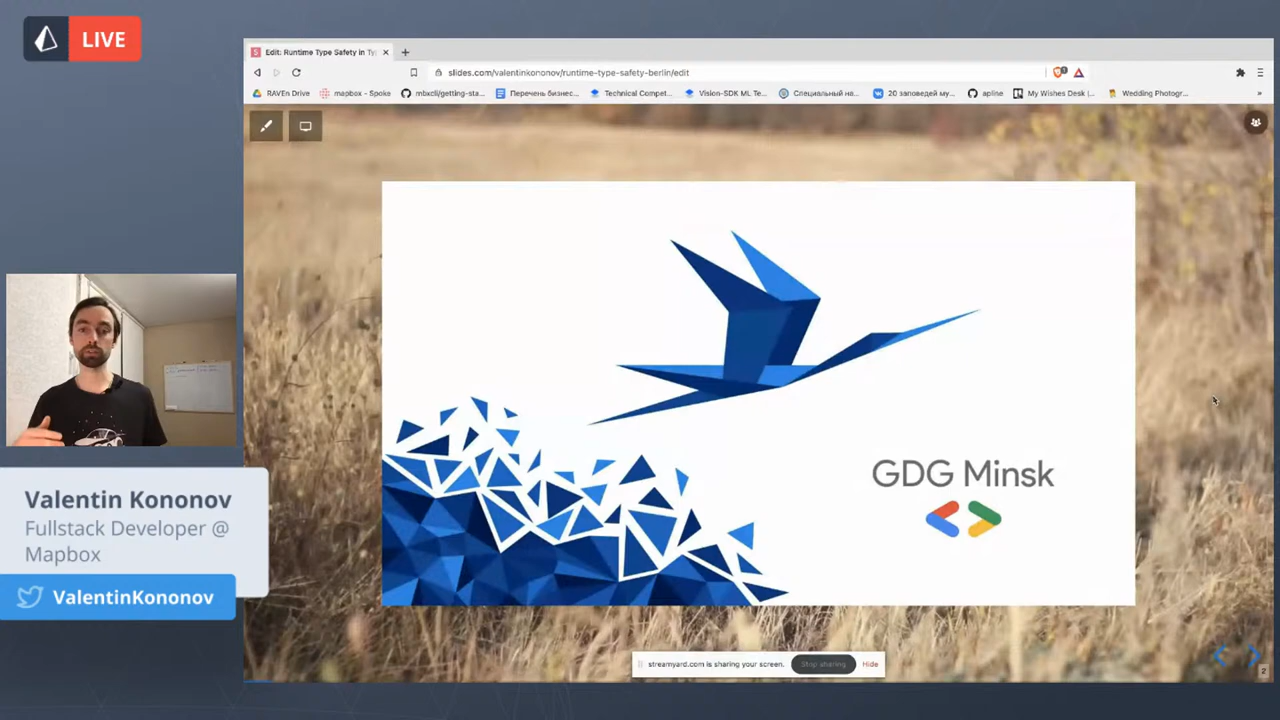 LIVE
Edit: Runtime Type Safety in Ty
slides.com/valentinkononov/runtime-type-safety-berlin/edit
RAVEn Drive
mapbox - Spoke
mbxcli/getting-sta...
Перечень бизнес...
Technical Compet...
Vision-SDK ML Te...
Специальный на...
20 заповедей му...
apline
My Wishes Desk |...
Wedding Photogr...
GDG Minsk
Valentin Kononov
Fullstack Developer @
Mapbox
ValentinKononov
streamyard.com is sharing your screen.
Stop sharing
Hide
2